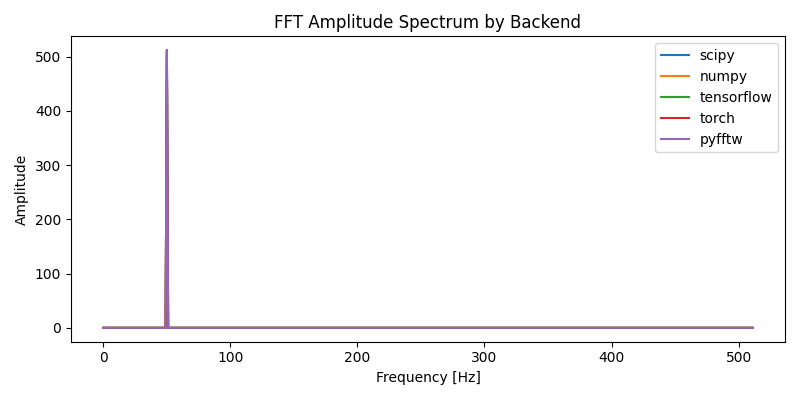 FFT Amplitude Spectrum by Backend
500
400
300
200
100
0
Amplitude
scipy
numpy
tensorflow
torch
pyfftw
0 100 200 300 400 500
Frequency [Hz]